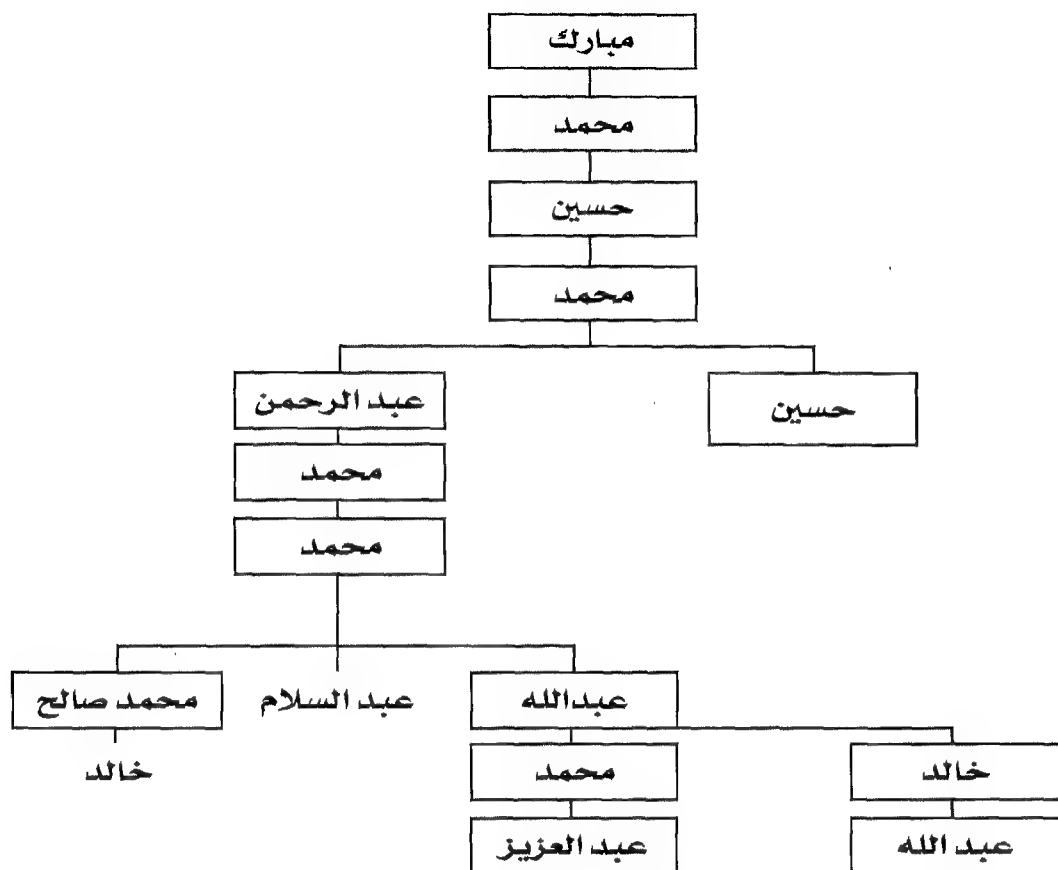 مبارك
محمد
حسين
محمد
حسين
عبد الرحمن
محمد
محمد
عبدالله
عبد السلام
محمد صالح
خالد
محمد
خالد
عبد الله
عبد العزيز